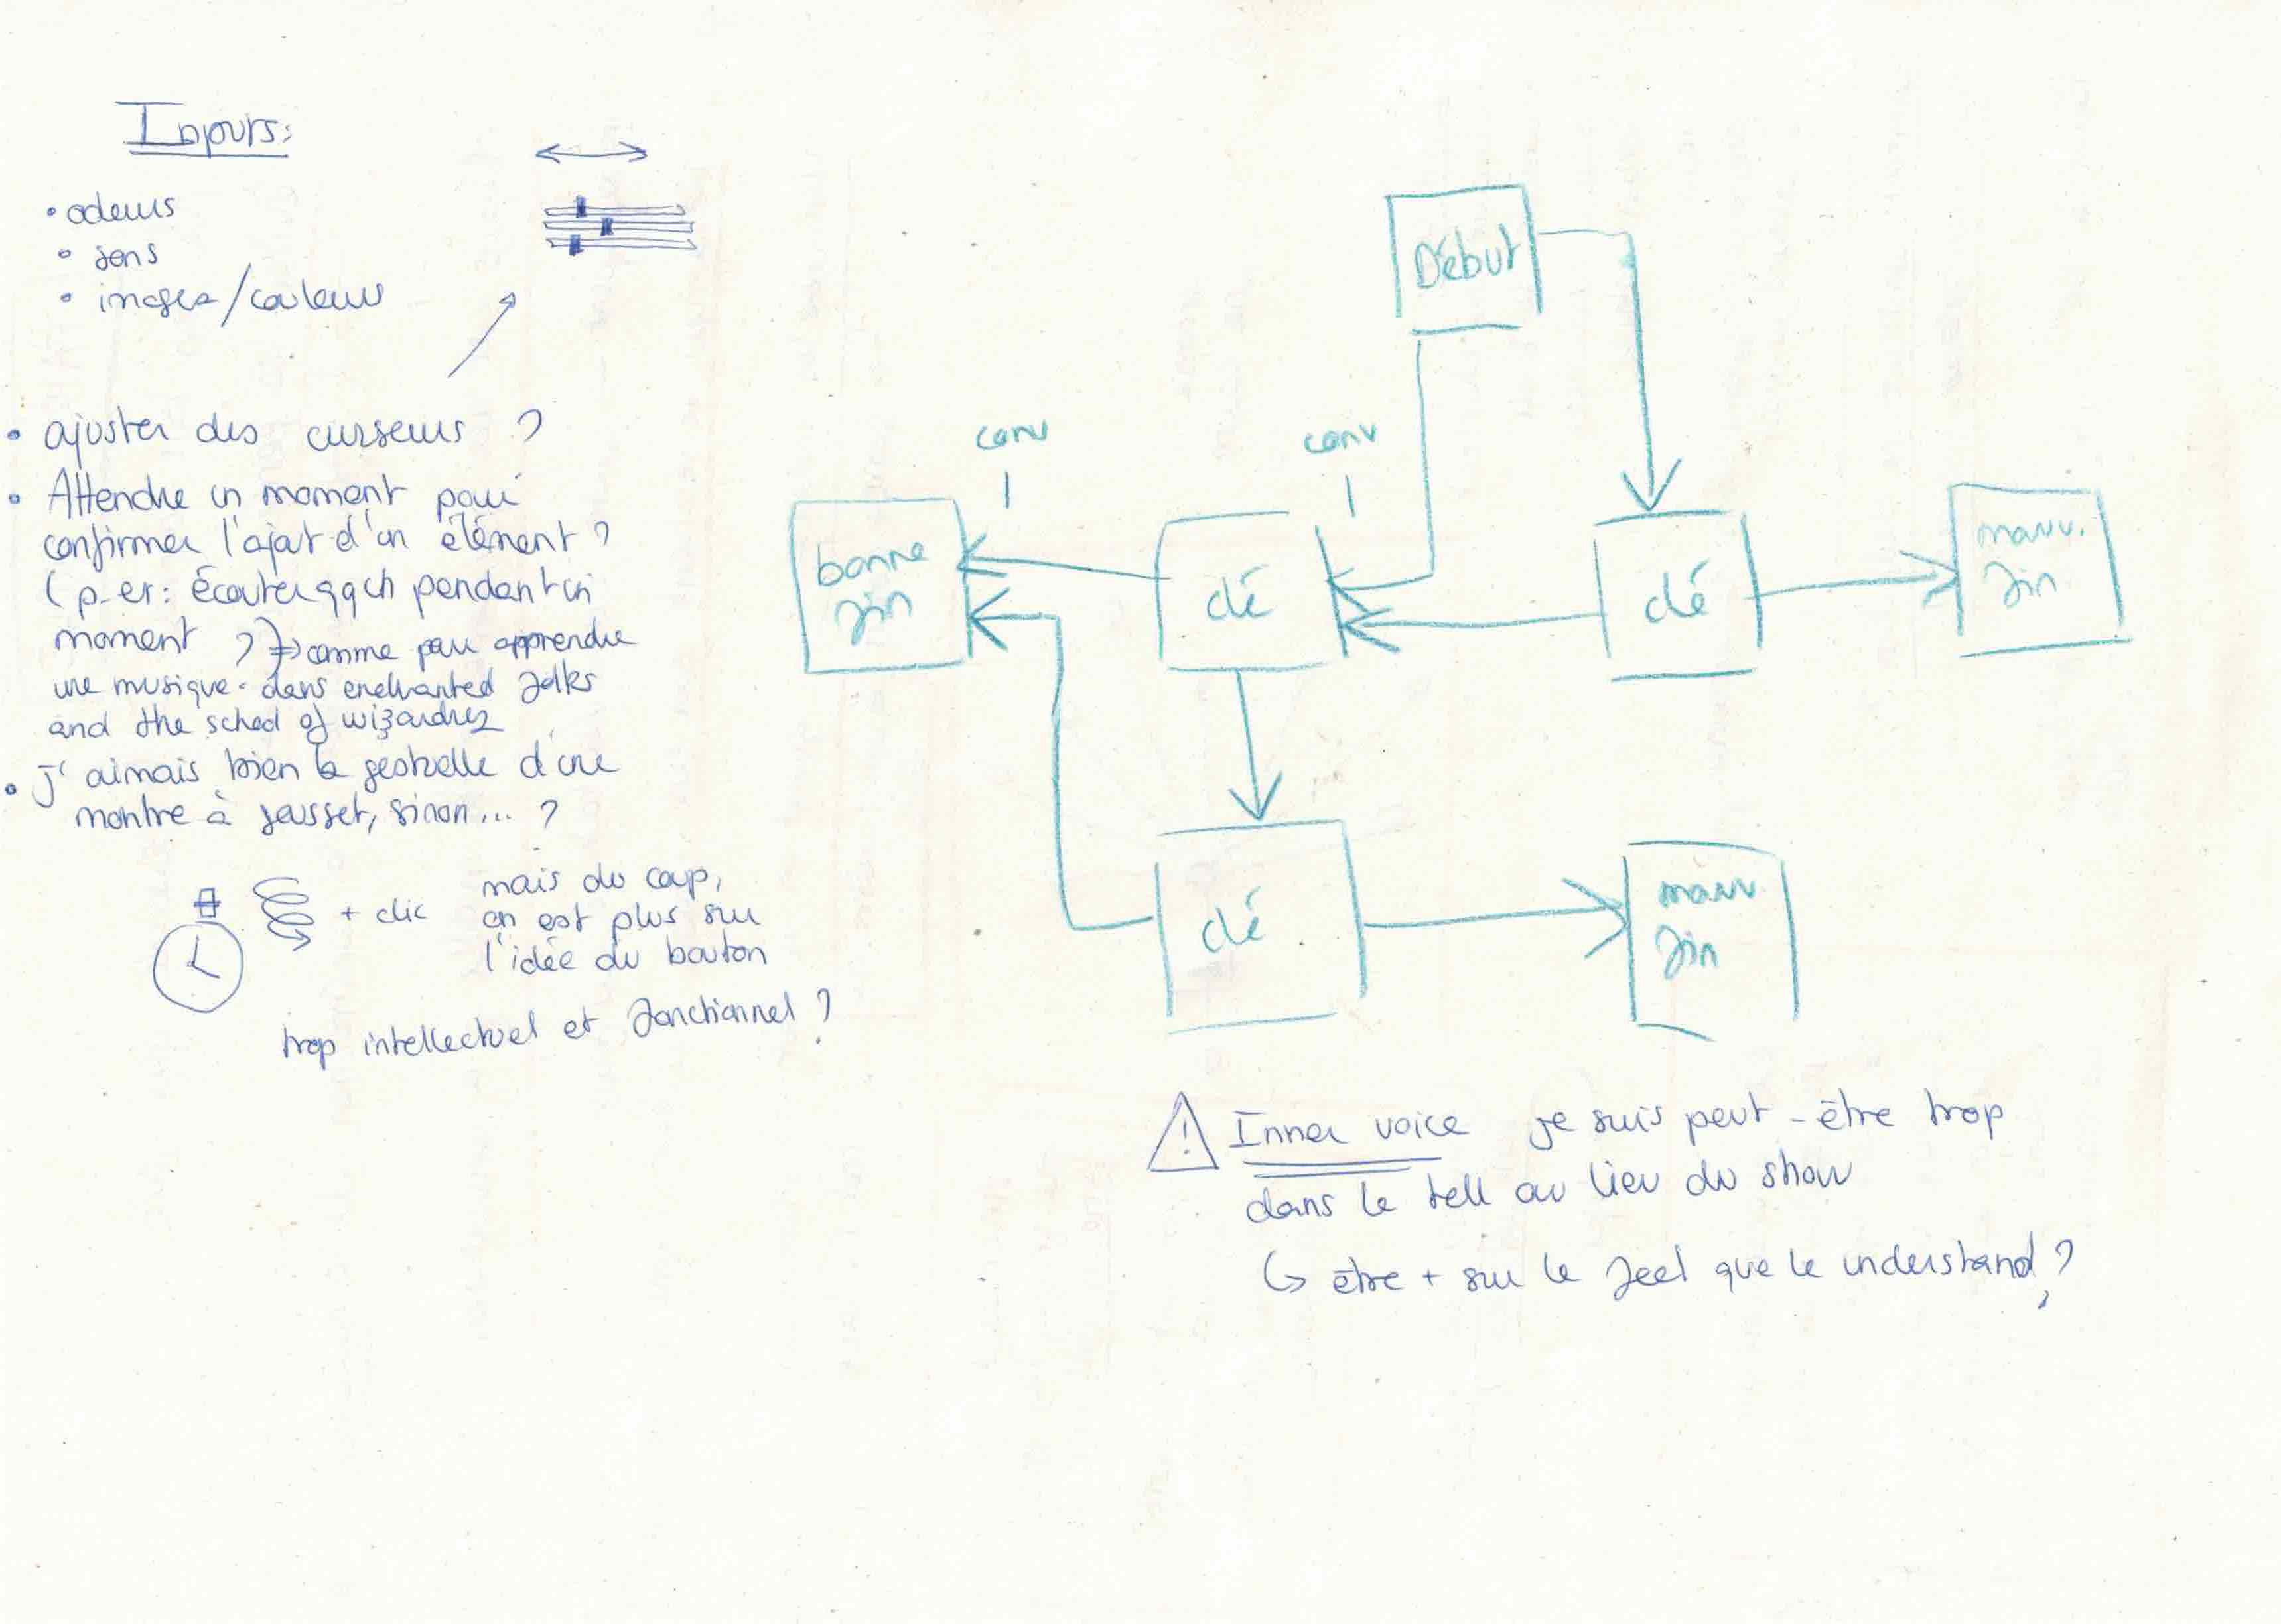 Inputs:
• odeurs
• sens
• images/couleurs
• ajuster des curseurs ?
• Attendre un moment pour
confirmer l'ajout d'un élément ?
(p-ex: écouter qqch pendant un
moment ?) => comme pour apprendre
une musique dans enchanted folks
and the school of wizardry
• J'aimais bien la gestuelle d'une
montre à gousset, sinon... ?
+ clic
mais du coup,
on est plus sur
l'idée du bouton
trop intellectuel et fonctionnel ?
Début
conv
conv
bonne
fin
clé
clé
mauv.
fin
clé
mauv
fin
! Inner voice je suis peut-être trop
dans le tell au lieu du show
↳ être + sur le feel que le understand ?